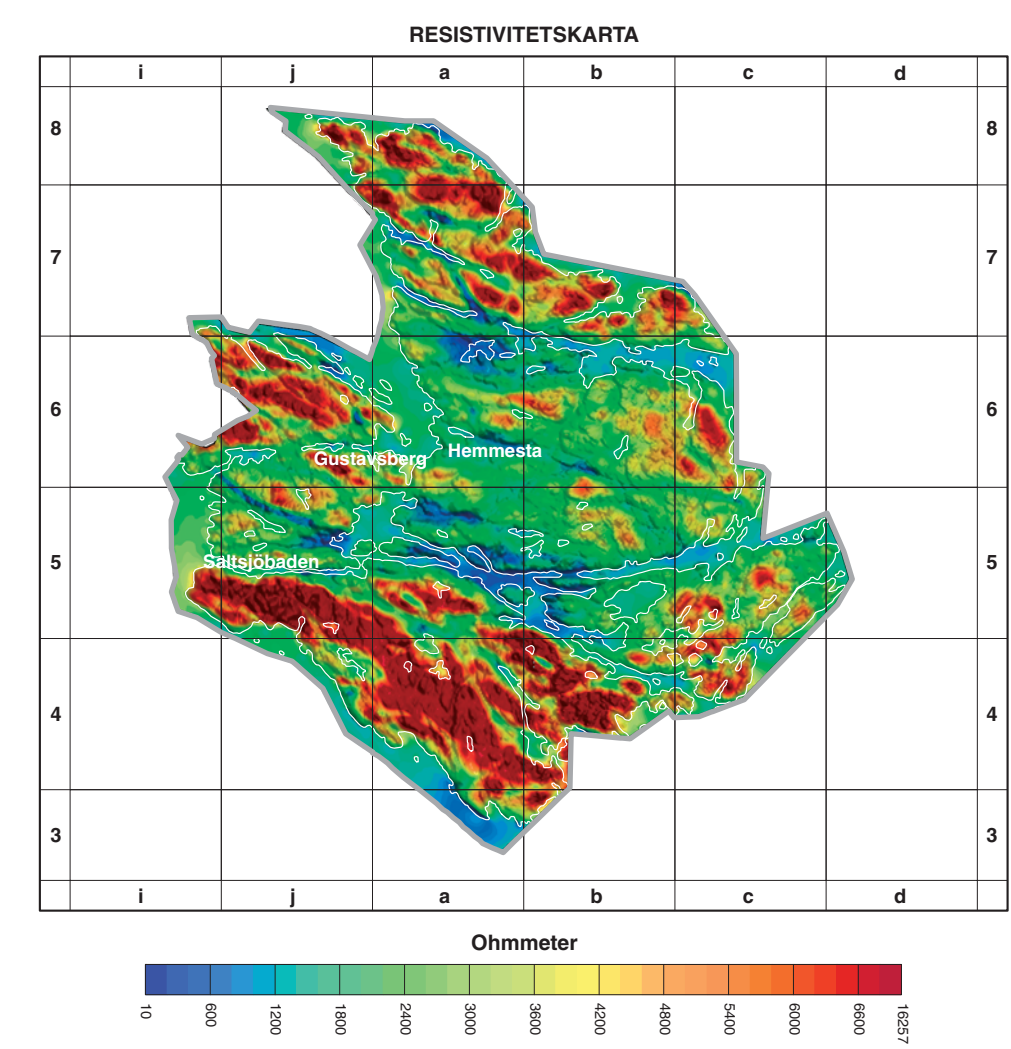 RESISTIVITETSKARTA
i j a b c d
8 8
7 7
6 6
Hemmesta
Gustavsberg
5 5
Saltsjöbaden
4 4
3 3
i j a b c d
Ohmmeter
10 600 1200 1800 2400 3000 3600 4200 4800 5400 6000 6600 16257